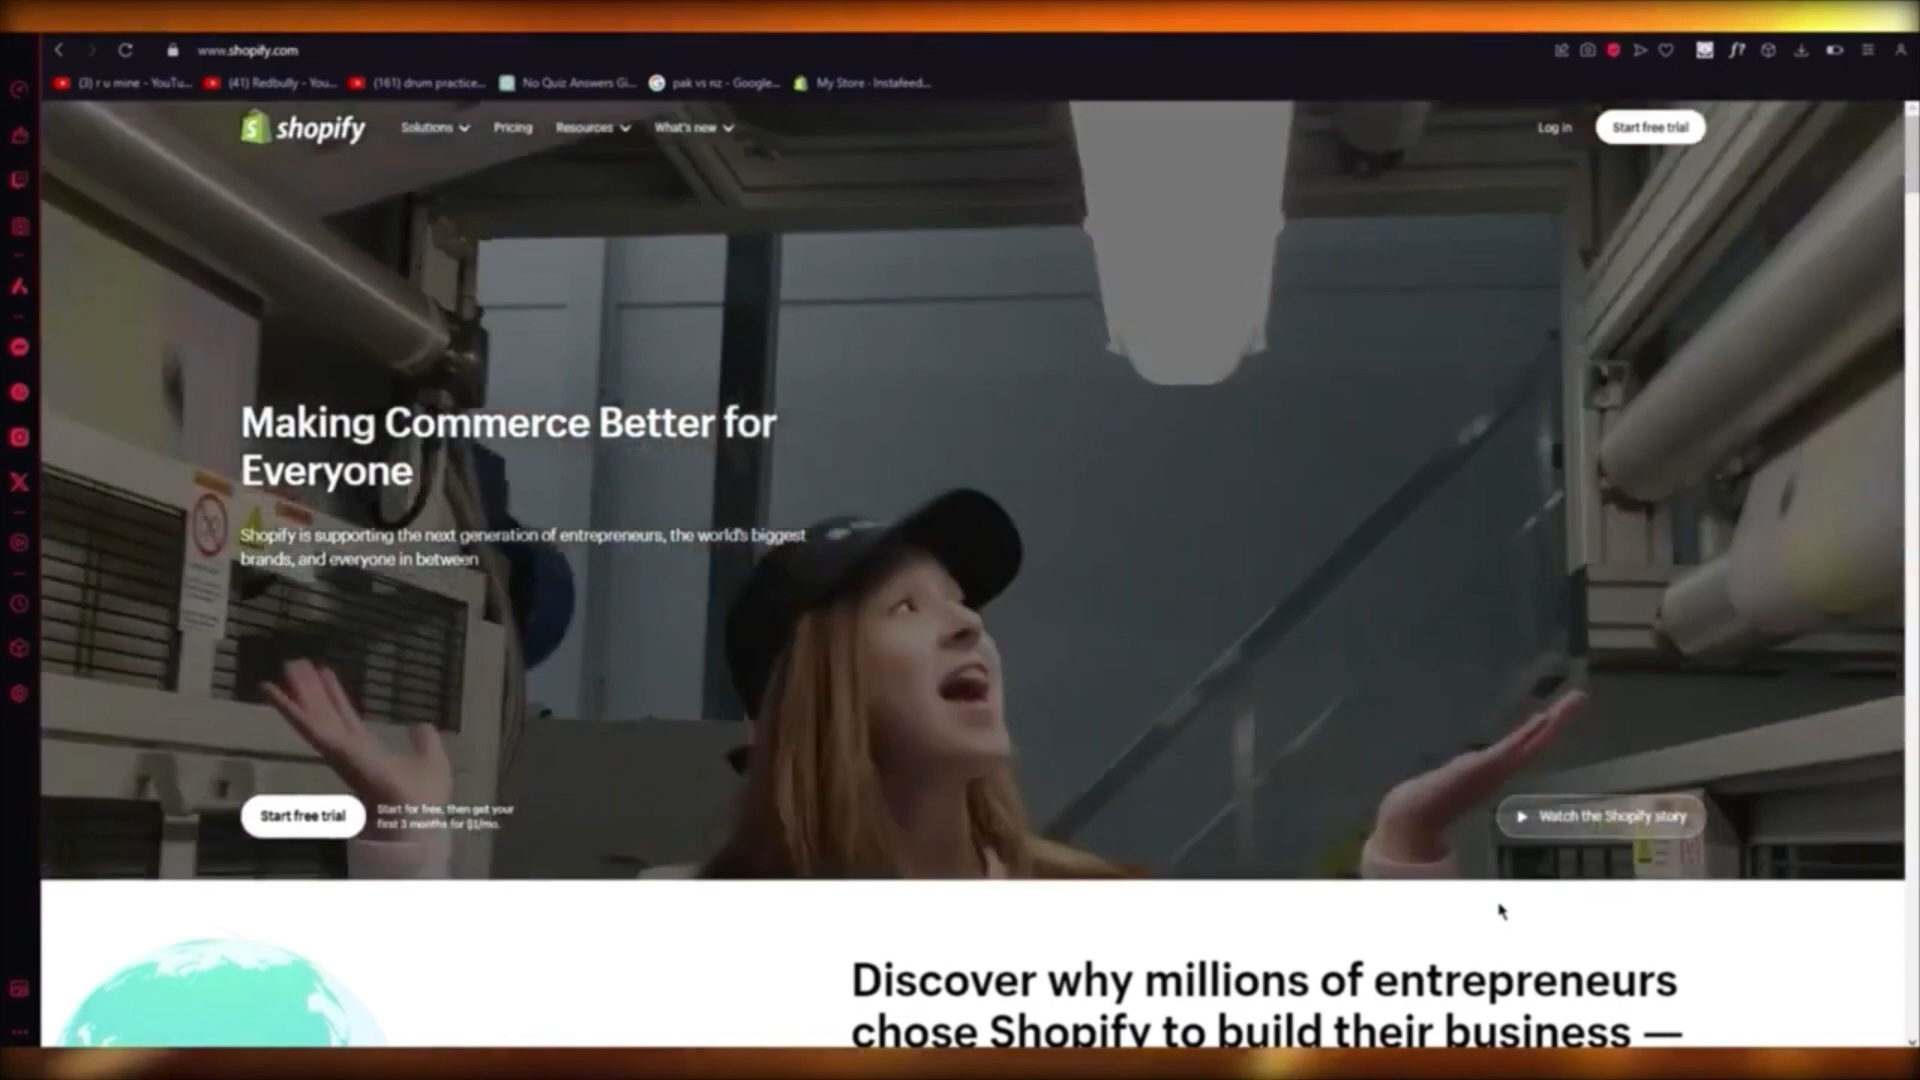 www.shopify.com
(3) r u mine - YouTu...
(41) Redbully - You...
(161) drum practice...
No Quiz Answers Gi...
pak vs nz - Google...
My Store · Instafeed...
shopify
Solutions
Pricing
Resources
What's new
Log in
Start free trial
Making Commerce Better for
Everyone
Shopify is supporting the next generation of entrepreneurs, the world's biggest
brands, and everyone in between
Start free trial
Start for free, then get your
first 3 months for $1/mo.
Watch the Shopify story
Discover why millions of entrepreneurs
chose Shopify to build their business —